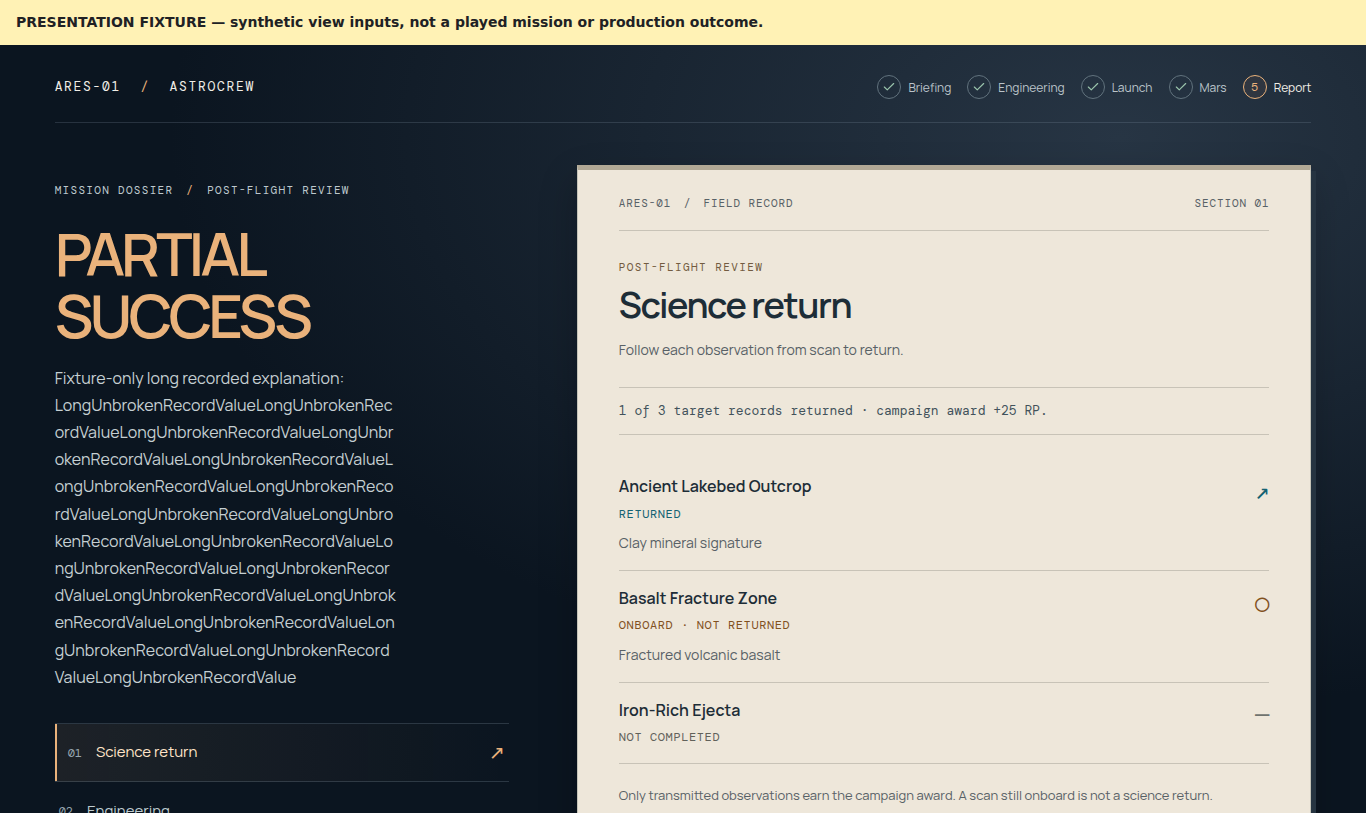 PRESENTATION FIXTURE — synthetic view inputs, not a played mission or production outcome.
ARES-01 / ASTROCREW
Briefing
Engineering
Launch
Mars
5 Report
MISSION DOSSIER / POST-FLIGHT REVIEW
PARTIAL
SUCCESS
Fixture-only long recorded explanation:
LongUnbrokenRecordValueLongUnbrokenRec
ordValueLongUnbrokenRecordValueLongUnbr
okenRecordValueLongUnbrokenRecordValueL
ongUnbrokenRecordValueLongUnbrokenReco
rdValueLongUnbrokenRecordValueLongUnbro
kenRecordValueLongUnbrokenRecordValueLo
ngUnbrokenRecordValueLongUnbrokenRecor
dValueLongUnbrokenRecordValueLongUnbrok
enRecordValueLongUnbrokenRecordValueLon
gUnbrokenRecordValueLongUnbrokenRecord
ValueLongUnbrokenRecordValue
01 Science return ↗
02 Engineering
ARES-01 / FIELD RECORD
SECTION 01
POST-FLIGHT REVIEW
Science return
Follow each observation from scan to return.
1 of 3 target records returned · campaign award +25 RP.
Ancient Lakebed Outcrop ↗
RETURNED
Clay mineral signature
Basalt Fracture Zone ○
ONBOARD · NOT RETURNED
Fractured volcanic basalt
Iron-Rich Ejecta —
NOT COMPLETED
Only transmitted observations earn the campaign award. A scan still onboard is not a science return.